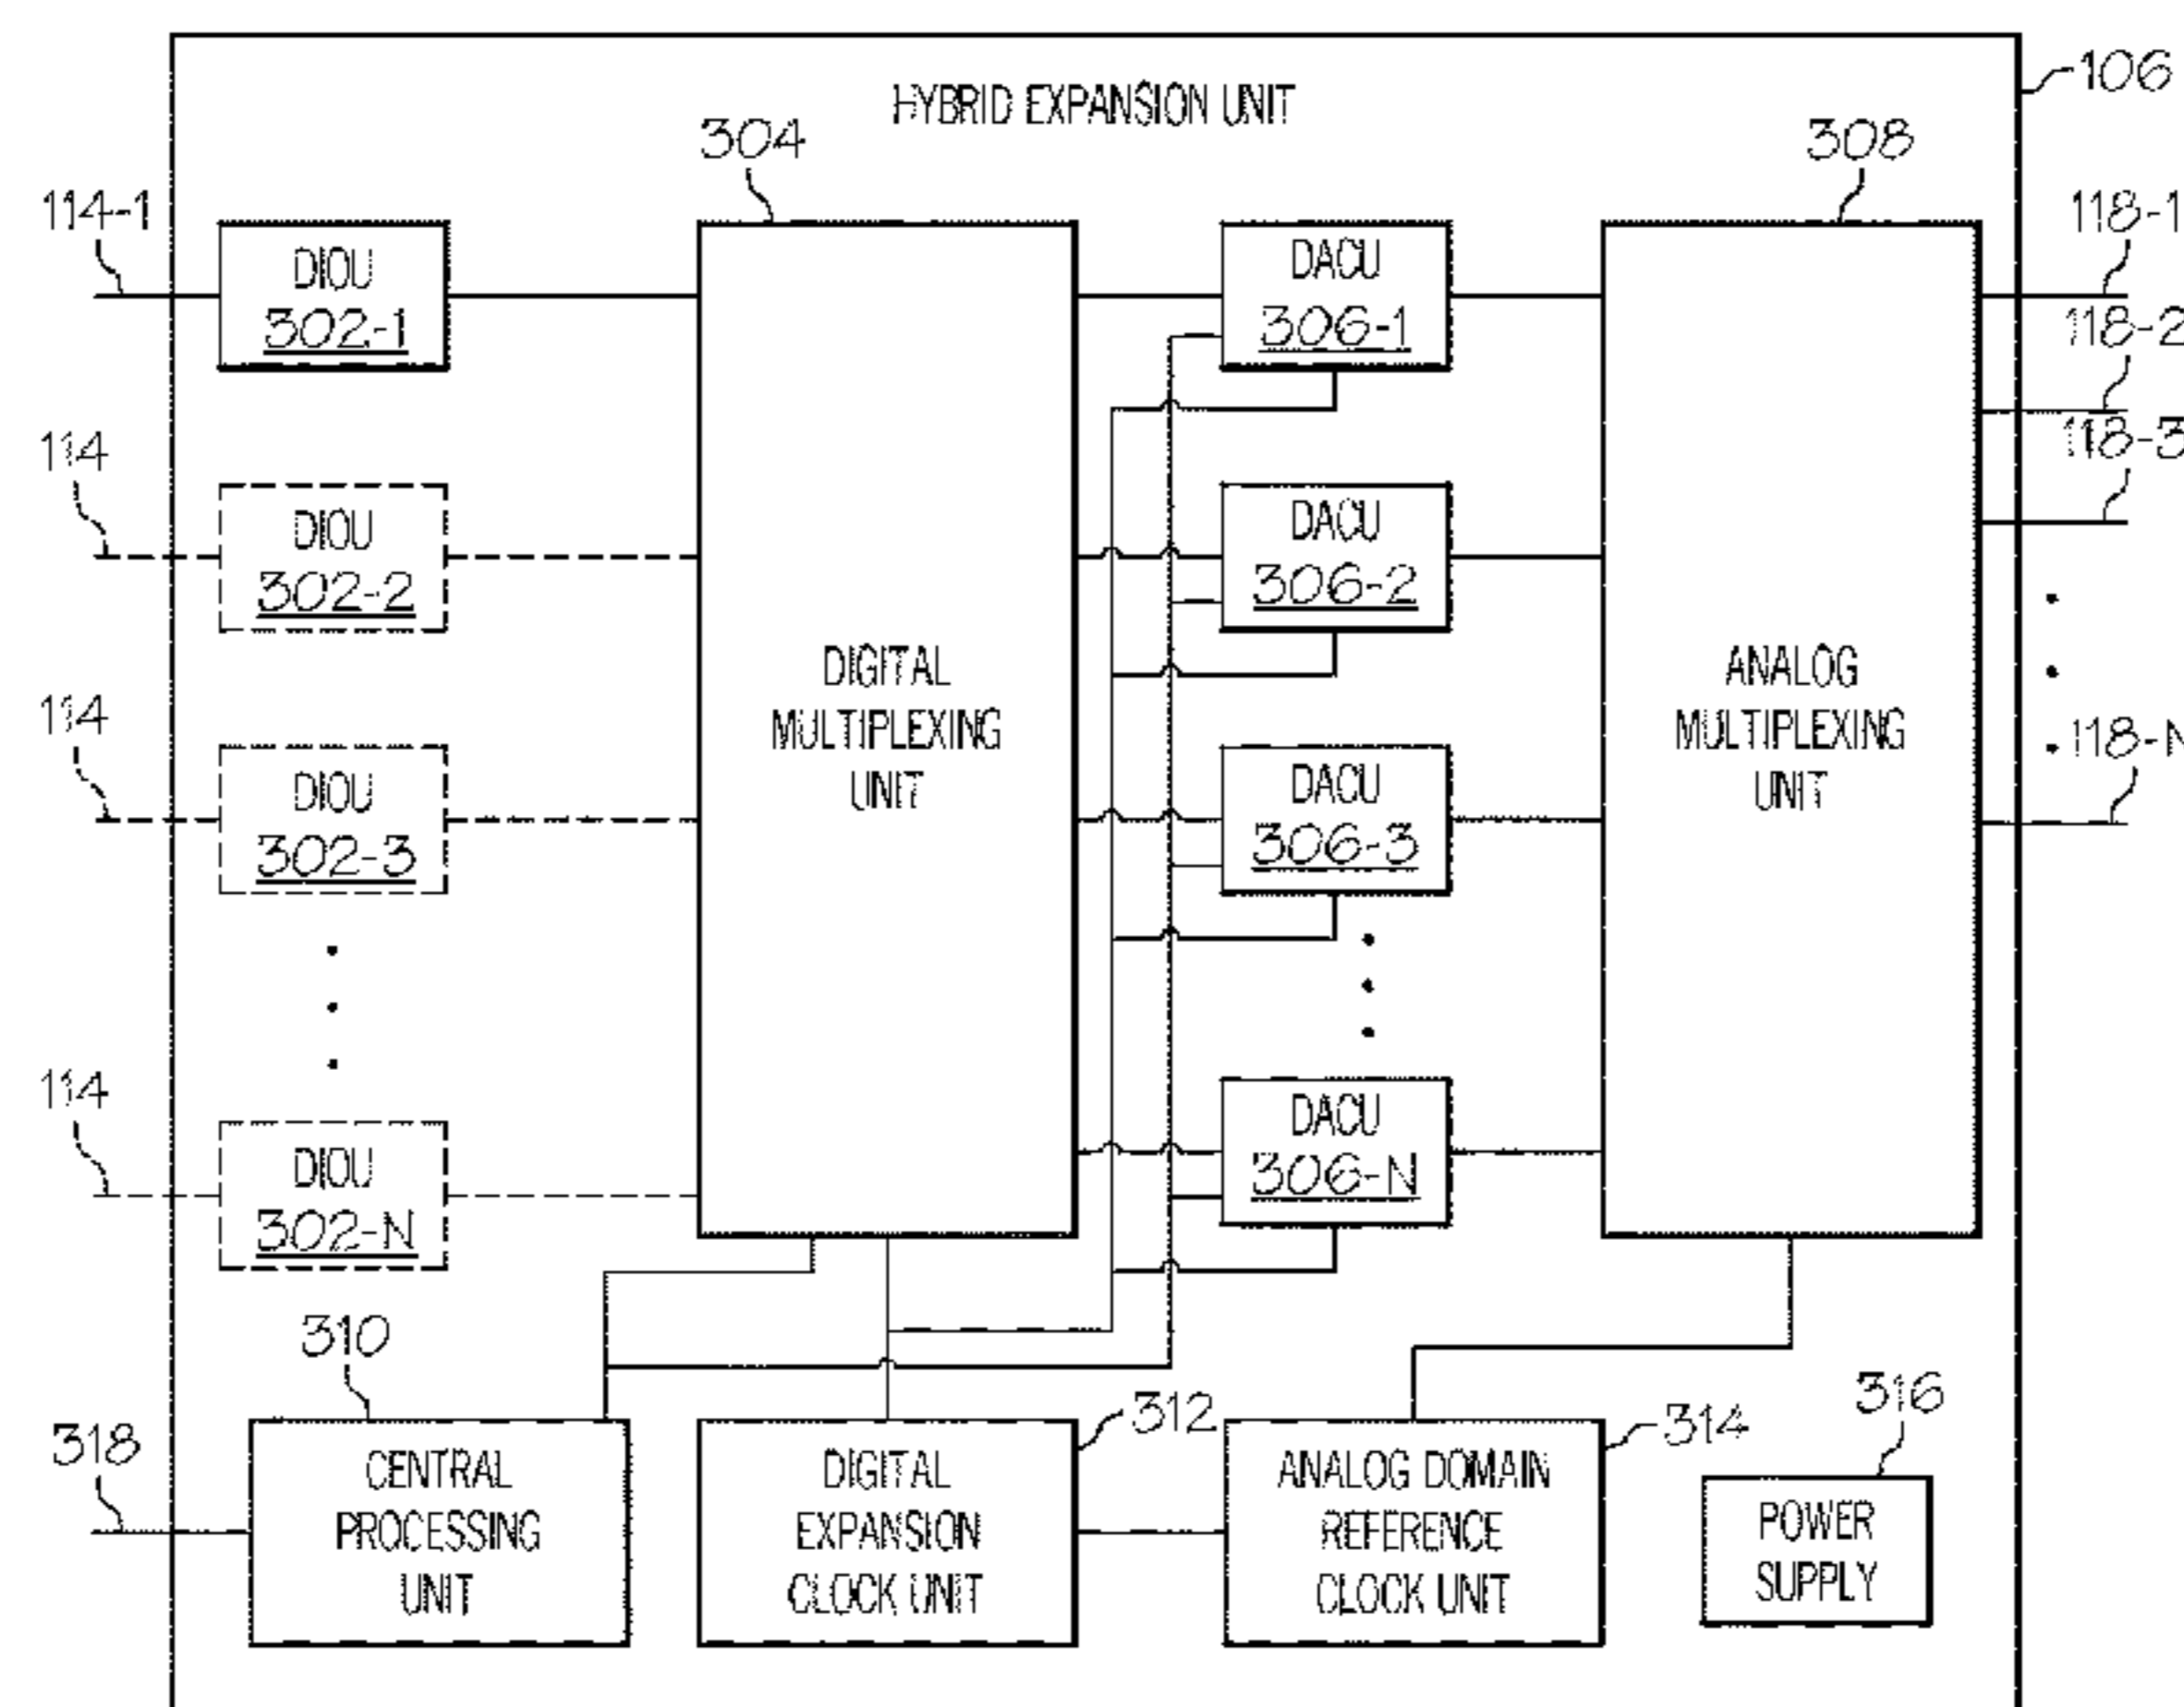 HYBRID EXPANSION UNIT
106
304
308
114-1
DIOU
302-1
DACU
306-1
118-1
118-2
118-3
114
DIOU
302-2
DACU
306-2
DIGITAL
MULTIPLEXING
UNIT
ANALOG
MULTIPLEXING
UNIT
118-N
114
DIOU
302-3
DACU
306-3
114
DIOU
302-N
DACU
306-N
310
312
314
316
318
CENTRAL
PROCESSING
UNIT
DIGITAL
EXPANSION
CLOCK UNIT
ANALOG DOMAIN
REFERENCE
CLOCK UNIT
POWER
SUPPLY